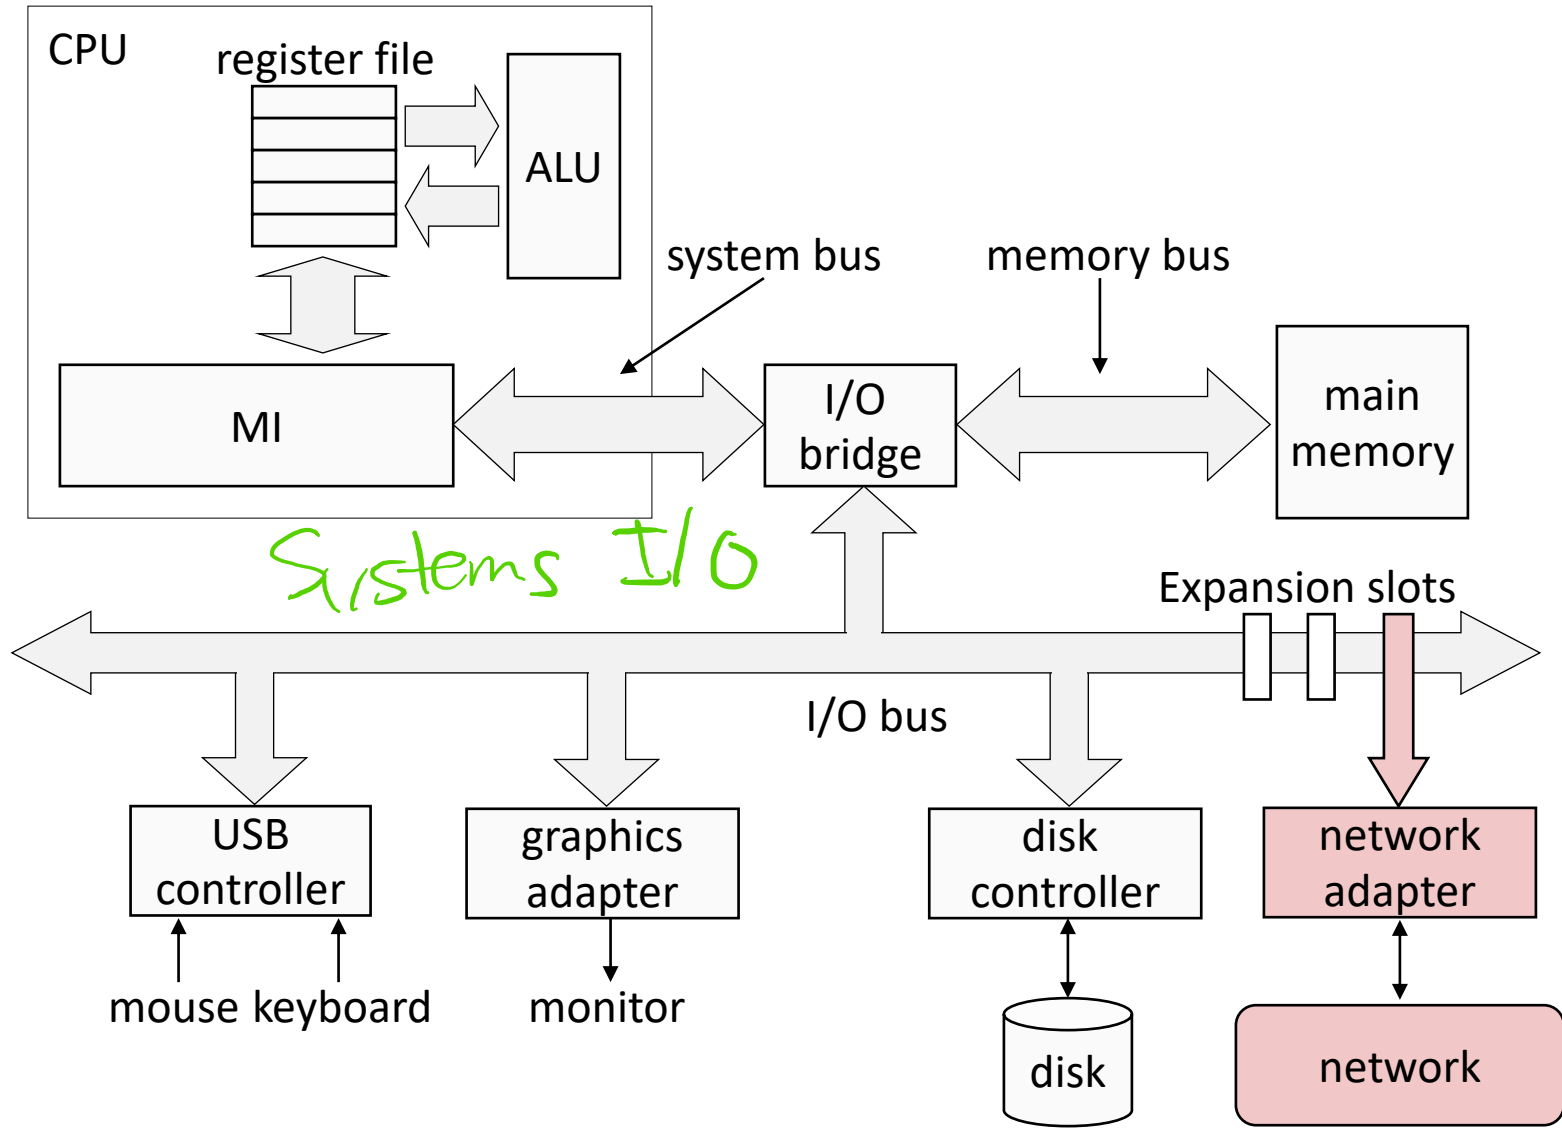 CPU
register file
ALU
system bus
memory bus
MI
I/O
bridge
main
memory
Systems I/O
Expansion slots
I/O bus
USB
controller
graphics
adapter
disk
controller
network
adapter
mouse keyboard
monitor
disk
network